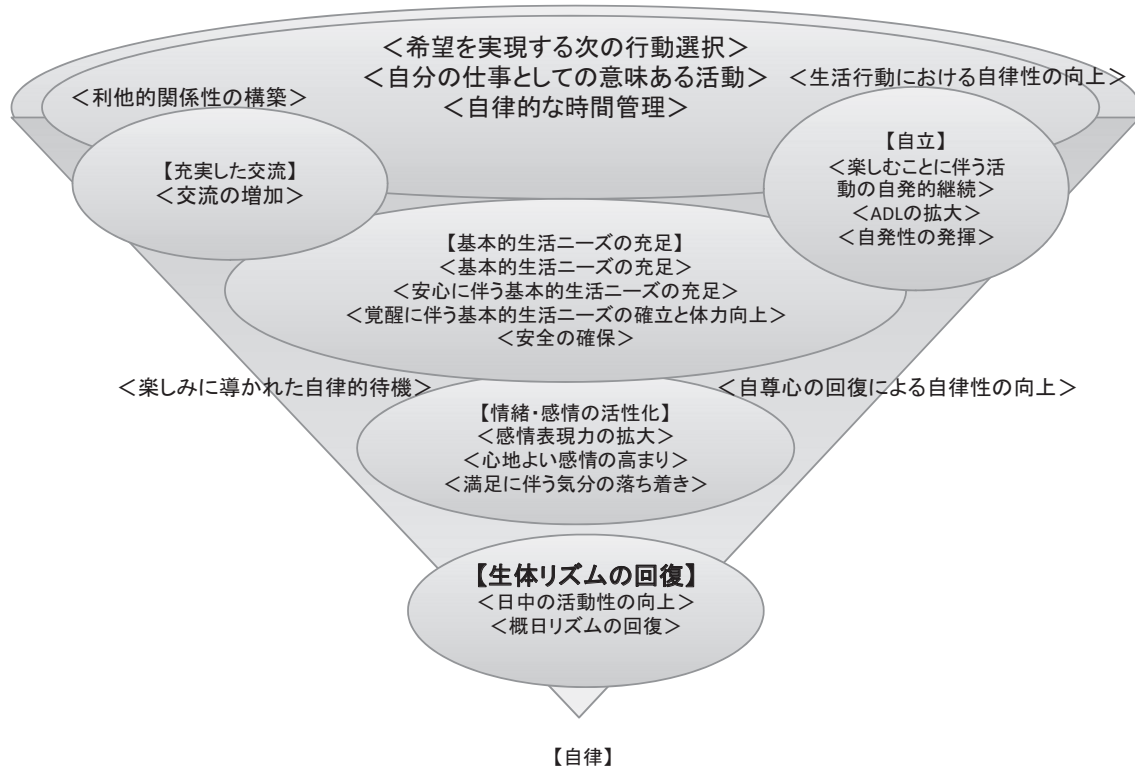 ＜希望を実現する次の行動選択＞
＜自分の仕事としての意味ある活動＞
＜自律的な時間管理＞
＜利他的関係性の構築＞
＜生活行動における自律性の向上＞
【充実した交流】
＜交流の増加＞
【自立】
＜楽しむことに伴う活
動の自発的継続＞
＜ADLの拡大＞
＜自発性の発揮＞
【基本的生活ニーズの充足】
＜基本的生活ニーズの充足＞
＜安心に伴う基本的生活ニーズの充足＞
＜覚醒に伴う基本的生活ニーズの確立と体力向上＞
＜安全の確保＞
＜楽しみに導かれた自律的待機＞
＜自尊心の回復による自律性の向上＞
【情緒・感情の活性化】
＜感情表現力の拡大＞
＜心地よい感情の高まり＞
＜満足に伴う気分の落ち着き＞
【生体リズムの回復】
＜日中の活動性の向上＞
＜概日リズムの回復＞
【自律】